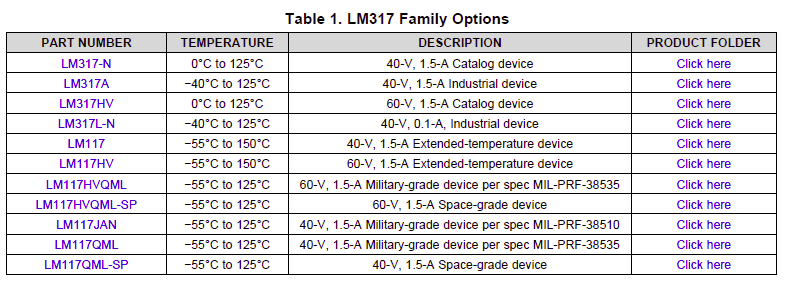 Table 1. LM317 Family Options
PART NUMBER TEMPERATURE DESCRIPTION PRODUCT FOLDER
LM317-N 0°C to 125°C 40-V, 1.5-A Catalog device Click here
LM317A −40°C to 125°C 40-V, 1.5-A Industrial device Click here
LM317HV 0°C to 125°C 60-V, 1.5-A Catalog device Click here
LM317L-N −40°C to 125°C 40-V, 0.1-A, Industrial device Click here
LM117 −55°C to 150°C 40-V, 1.5-A Extended-temperature device Click here
LM117HV −55°C to 150°C 60-V, 1.5-A Extended-temperature device Click here
LM117HVQML −55°C to 125°C 60-V, 1.5-A Military-grade device per spec MIL-PRF-38535 Click here
LM117HVQML-SP −55°C to 125°C 60-V, 1.5-A Space-grade device Click here
LM117JAN −55°C to 125°C 40-V, 1.5-A Military-grade device per spec MIL-PRF-38510 Click here
LM117QML −55°C to 125°C 40-V, 1.5-A Military-grade device per spec MIL-PRF-38535 Click here
LM117QML-SP −55°C to 125°C 40-V, 1.5-A Space-grade device Click here